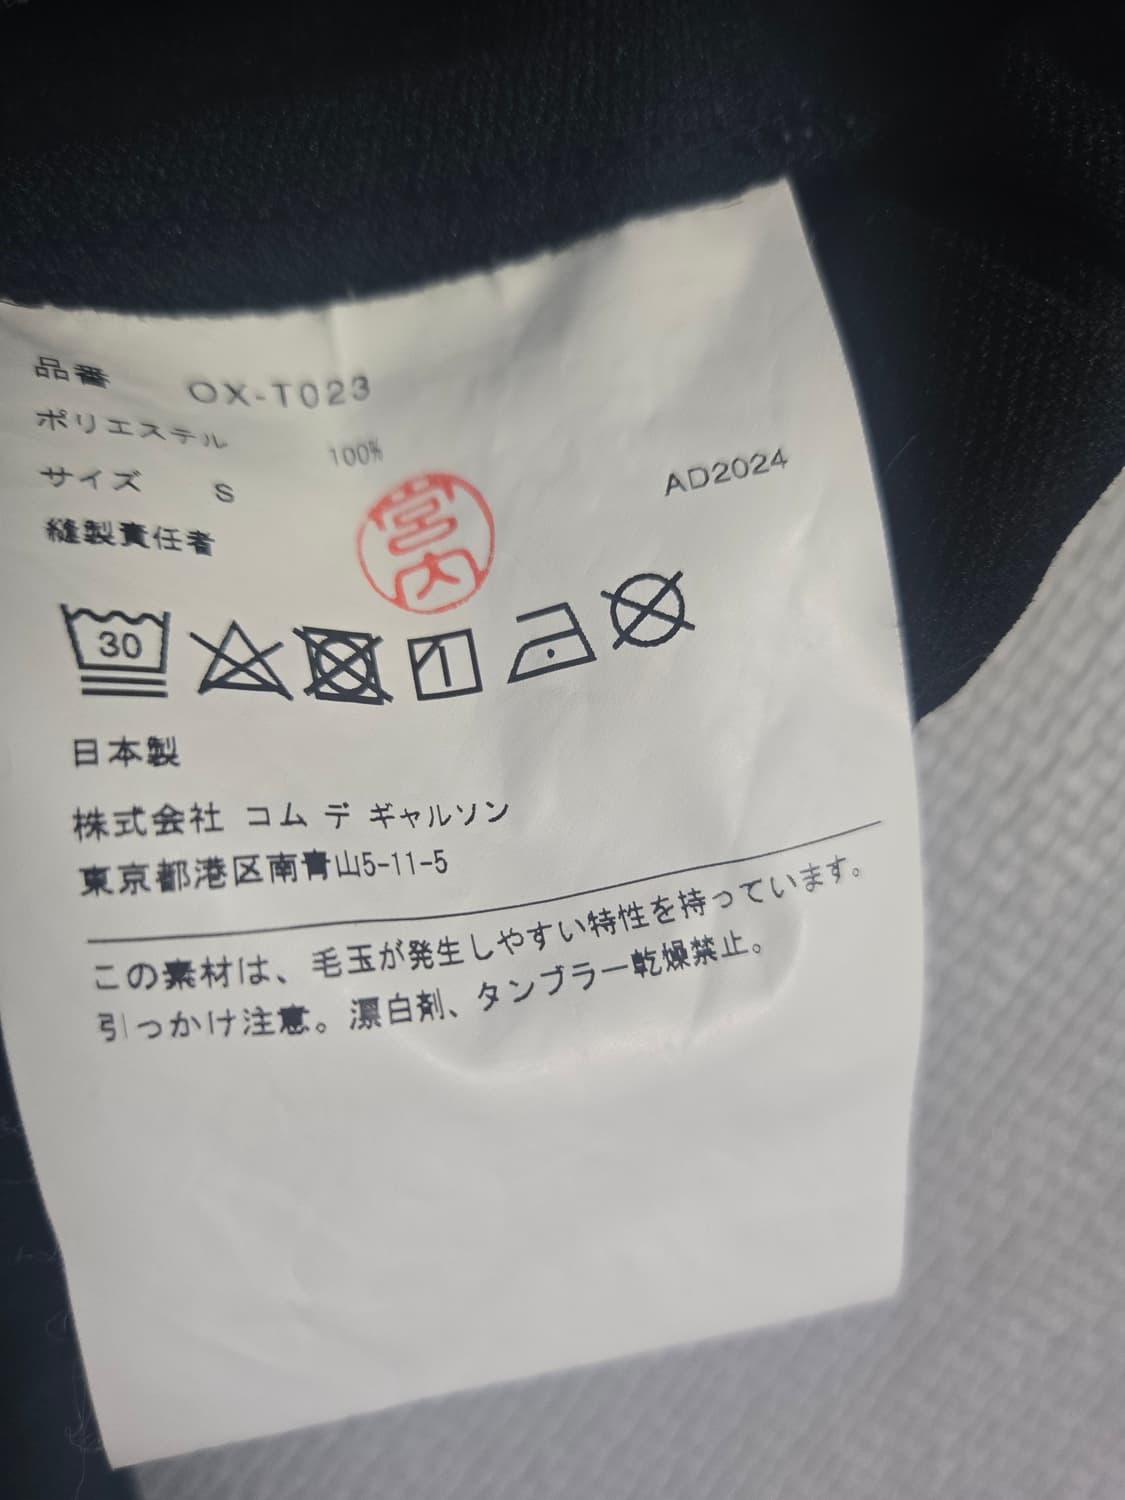 品番 OX-T023
ポリエステル 100%
サイズ S AD2024
縫製責任者 宮内
30
日本製
株式会社 コム デ ギャルソン
東京都港区南青山5-11-5
この素材は、毛玉が発生しやすい特性を持っています。
引っかけ注意。漂白剤、タンブラー乾燥禁止。